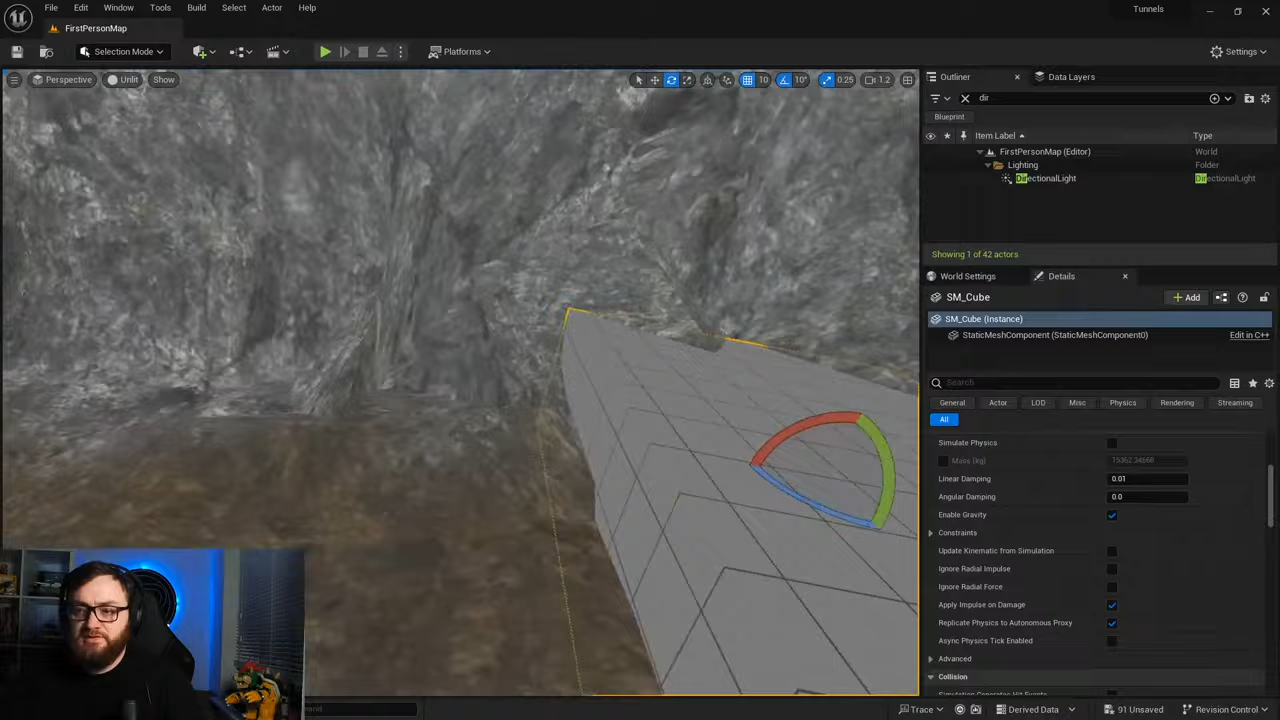 File Edit Window Tools Build Select Actor Help
Tunnels
FirstPersonMap
Selection Mode
Platforms
Settings
Perspective Unlit Show
10 10° 0.25 1.2
Outliner Data Layers
dir
Blueprint
Item Label Type
FirstPersonMap (Editor) World
Lighting Folder
DirectionalLight DirectionalLight
Showing 1 of 42 actors
World Settings Details
SM_Cube
Add
SM_Cube (Instance)
StaticMeshComponent (StaticMeshComponent0) Edit in C++
Search
General Actor LOD Misc Physics Rendering Streaming
All
Simulate Physics
Mass (kg)
Linear Damping 0.01
Angular Damping 0.0
Enable Gravity
Constraints
Update Kinematic from Simulation
Ignore Radial Impulse
Ignore Radial Force
Apply Impulse on Damage
Replicate Physics to Autonomous Proxy
Async Physics Tick Enabled
Advanced
Collision
Simulation Generates Hit Events
Trace Derived Data 91 Unsaved Revision Control